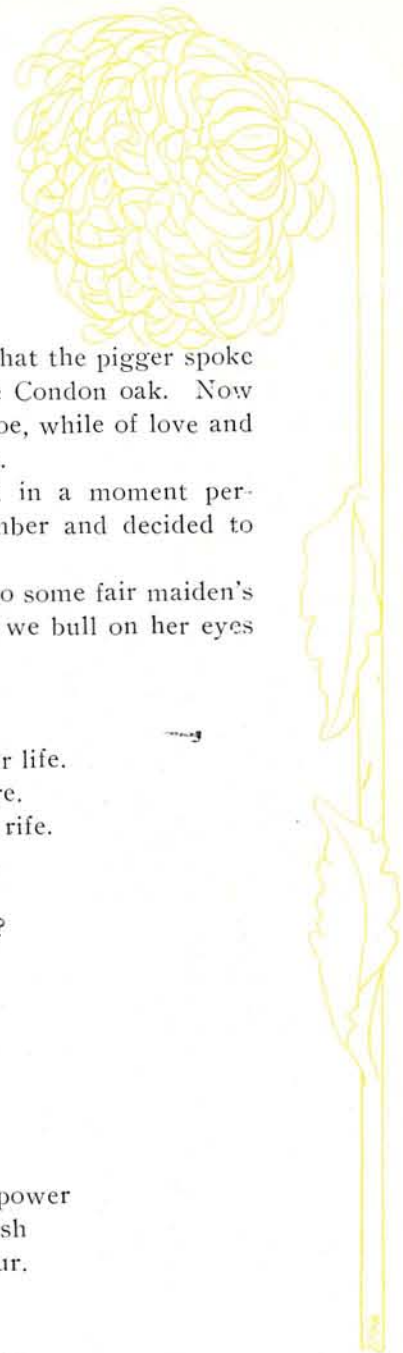 hat the pigger spoke
Condon oak. Now
oe, while of love and
.
in a moment per-
nber and decided to
o some fair maiden's
we bull on her eyes
r life.
re.
rife.
?
power
sh
ur.